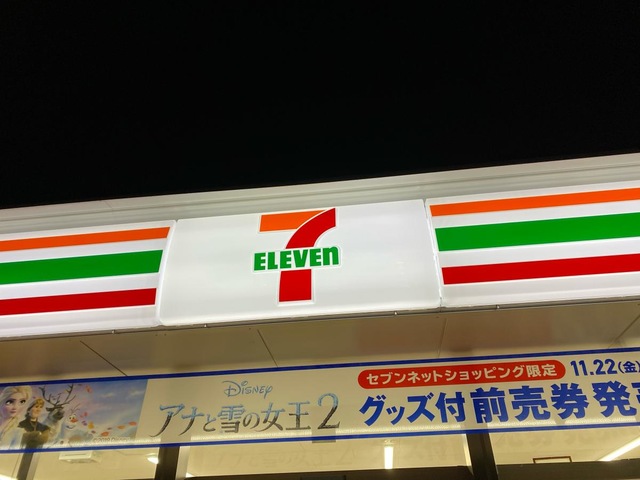 7
ELEVEn
Disney
アナと雪の女王2
セブンネットショッピング限定
11.22(金)
グッズ付前売券発